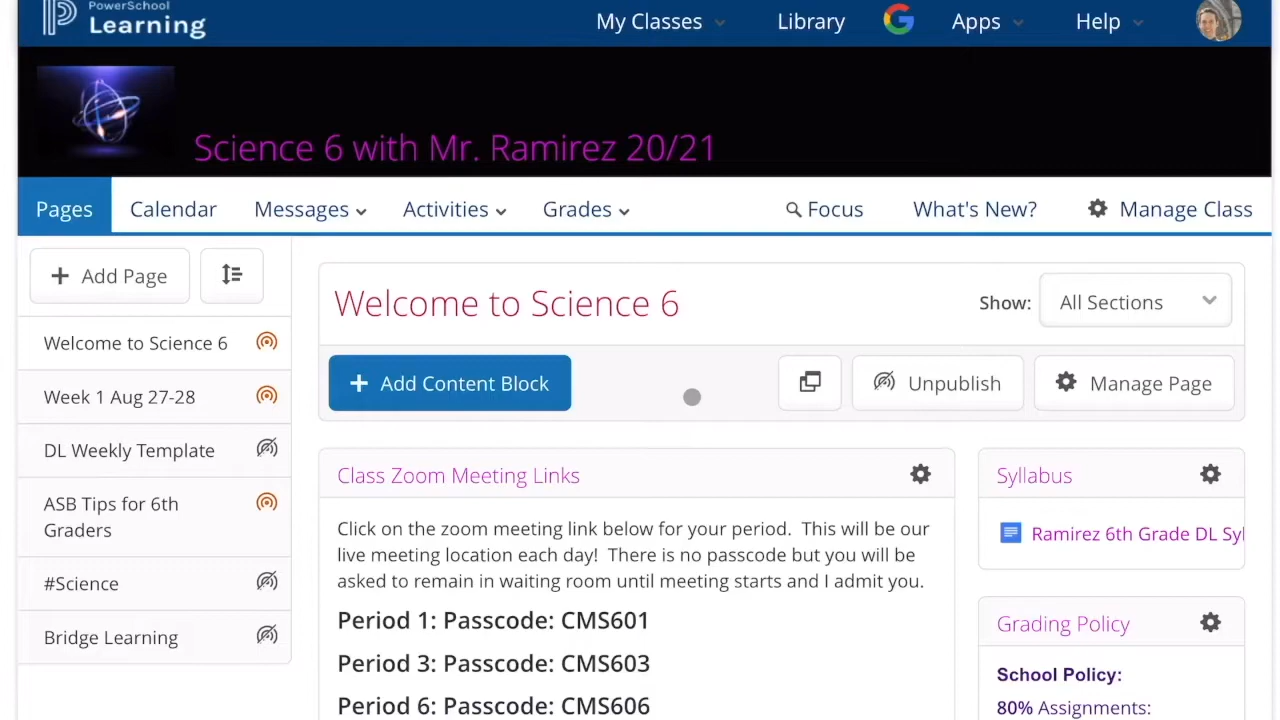 PowerSchool
Learning
My Classes
Library
Apps
Help
Science 6 with Mr. Ramirez 20/21
Pages
Calendar
Messages
Activities
Grades
Focus
What's New?
Manage Class
+ Add Page
Welcome to Science 6
Week 1 Aug 27-28
DL Weekly Template
ASB Tips for 6th
Graders
#Science
Bridge Learning
Welcome to Science 6
Show:
All Sections
+ Add Content Block
Unpublish
Manage Page
Class Zoom Meeting Links
Click on the zoom meeting link below for your period. This will be our
live meeting location each day! There is no passcode but you will be
asked to remain in waiting room until meeting starts and I admit you.
Period 1: Passcode: CMS601
Period 3: Passcode: CMS603
Period 6: Passcode: CMS606
Syllabus
Ramirez 6th Grade DL Syl
Grading Policy
School Policy:
80% Assignments: